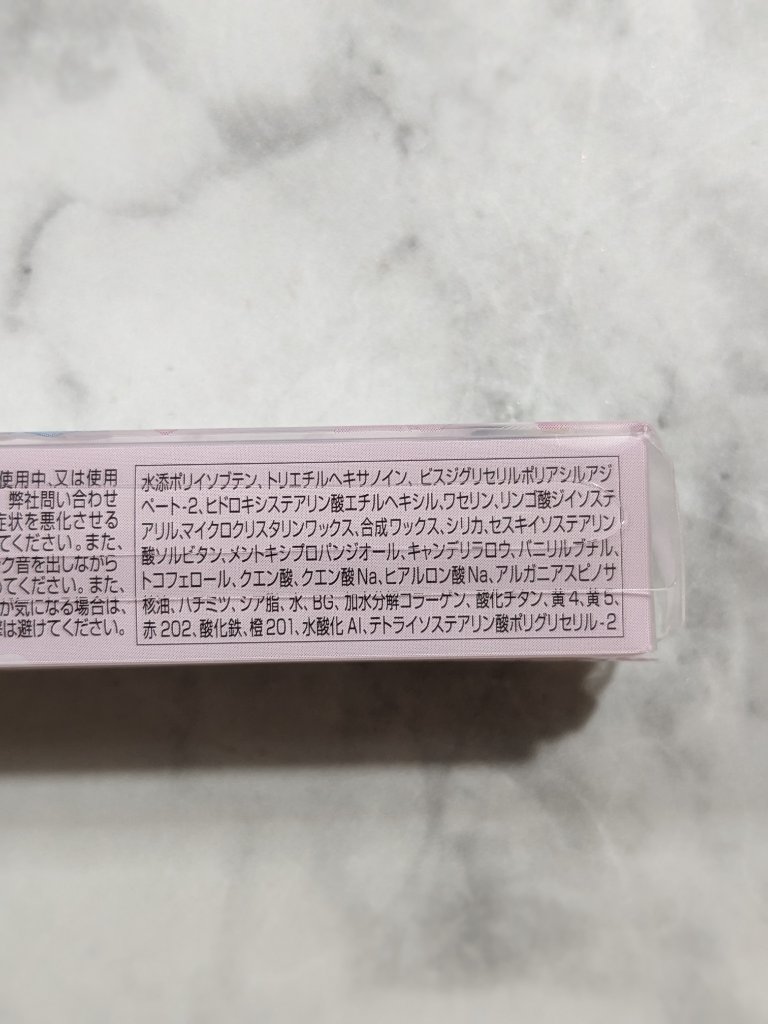 使用中、又は使用
弊社問い合わせ
症状を悪化させる
てください。また、
ク音を出しながら
てください。また、
が気になる場合は、
は避けてください。
水添ポリイソブテン、トリエチルヘキサノイン、ビスジグリセリルポリアシルアジ
ペート-2、ヒドロキシステアリン酸エチルヘキシル、ワセリン、リンゴ酸ジイソステ
アリル、マイクロクリスタリンワックス、合成ワックス、シリカ、セスキイソステアリン
酸ソルビタン、メントキシプロパンジオール、キャンデリラロウ、バニリルブチル、
トコフェロール、クエン酸、クエン酸Na、ヒアルロン酸Na、アルガニアスピノサ
核油、ハチミツ、シア脂、水、BG、加水分解コラーゲン、酸化チタン、黄4、黄5、
赤202、酸化鉄、橙201、水酸化Al、テトライソステアリン酸ポリグリセリル-2